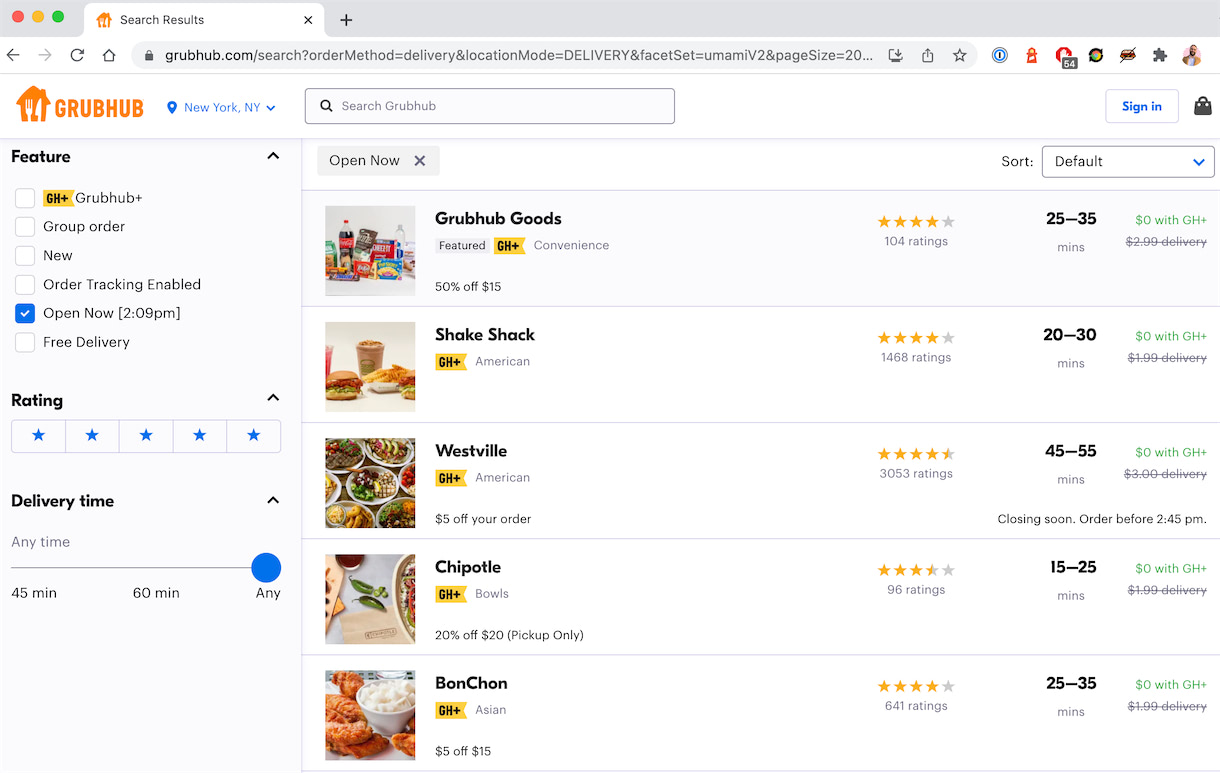 Search Results
grubhub.com/search?orderMethod=delivery&locationMode=DELIVERY&facetSet=umamiV2&pageSize=20...
54
GRUBHUB
New York, NY
Search Grubhub
Sign in
Feature
GH+ Grubhub+
Group order
New
Order Tracking Enabled
Open Now [2:09pm]
Free Delivery
Rating
Delivery time
Any time
45 min 60 min Any
Open Now
Sort: Default
Grubhub Goods
Featured GH+ Convenience
50% off $15
104 ratings
25–35
mins
$0 with GH+
$2.99 delivery
Shake Shack
GH+ American
1468 ratings
20–30
mins
$0 with GH+
$1.99 delivery
Westville
GH+ American
$5 off your order
3053 ratings
45–55
mins
$0 with GH+
$3.00 delivery
Closing soon. Order before 2:45 pm.
Chipotle
GH+ Bowls
20% off $20 (Pickup Only)
96 ratings
15–25
mins
$0 with GH+
$1.99 delivery
BonChon
GH+ Asian
$5 off $15
641 ratings
25–35
mins
$0 with GH+
$1.99 delivery